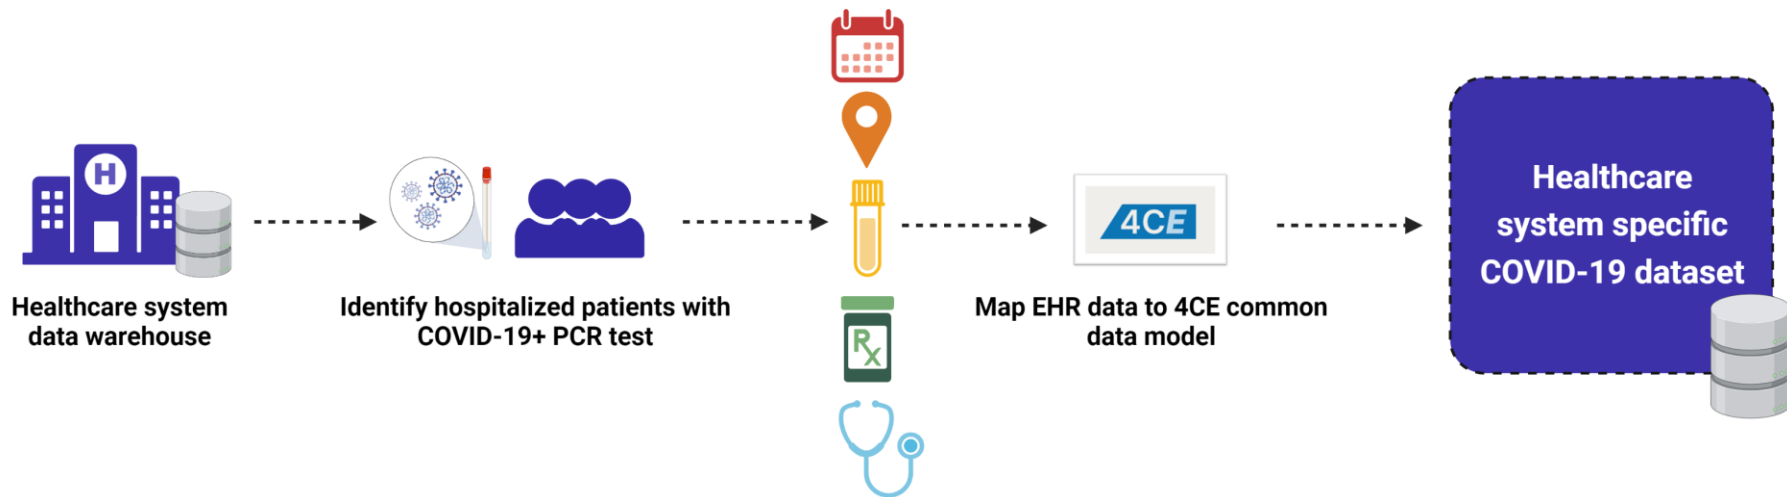 H
Healthcare system
data warehouse
Identify hospitalized patients with
COVID-19+ PCR test
Rx
4CE
Map EHR data to 4CE common
data model
Healthcare
system specific
COVID-19 dataset